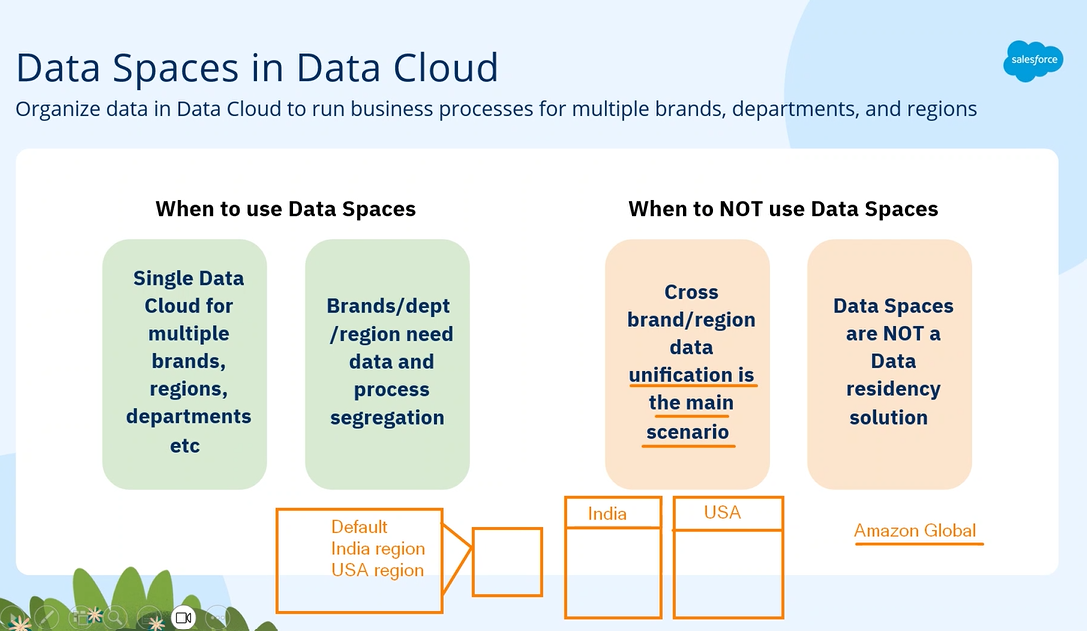 Data Spaces in Data Cloud
salesforce
Organize data in Data Cloud to run business processes for multiple brands, departments, and regions
When to use Data Spaces
When to NOT use Data Spaces
Single Data
Cloud for
multiple
brands,
regions,
departments
etc
Brands/dept
/region need
data and
process
segregation
Cross
brand/region
data
unification is
the main
scenario
Data Spaces
are NOT a
Data
residency
solution
Default
India region
USA region
India
USA
Amazon Global